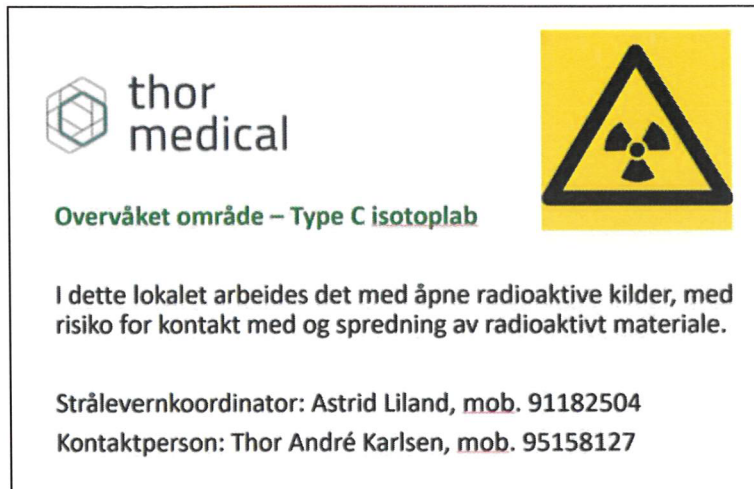 thor
medical
Overvåket område – Type C isotoplab
I dette lokalet arbeides det med åpne radioaktive kilder, med
risiko for kontakt med og spredning av radioaktivt materiale.
Strålevernkoordinator: Astrid Liland, mob. 91182504
Kontaktperson: Thor André Karlsen, mob. 95158127